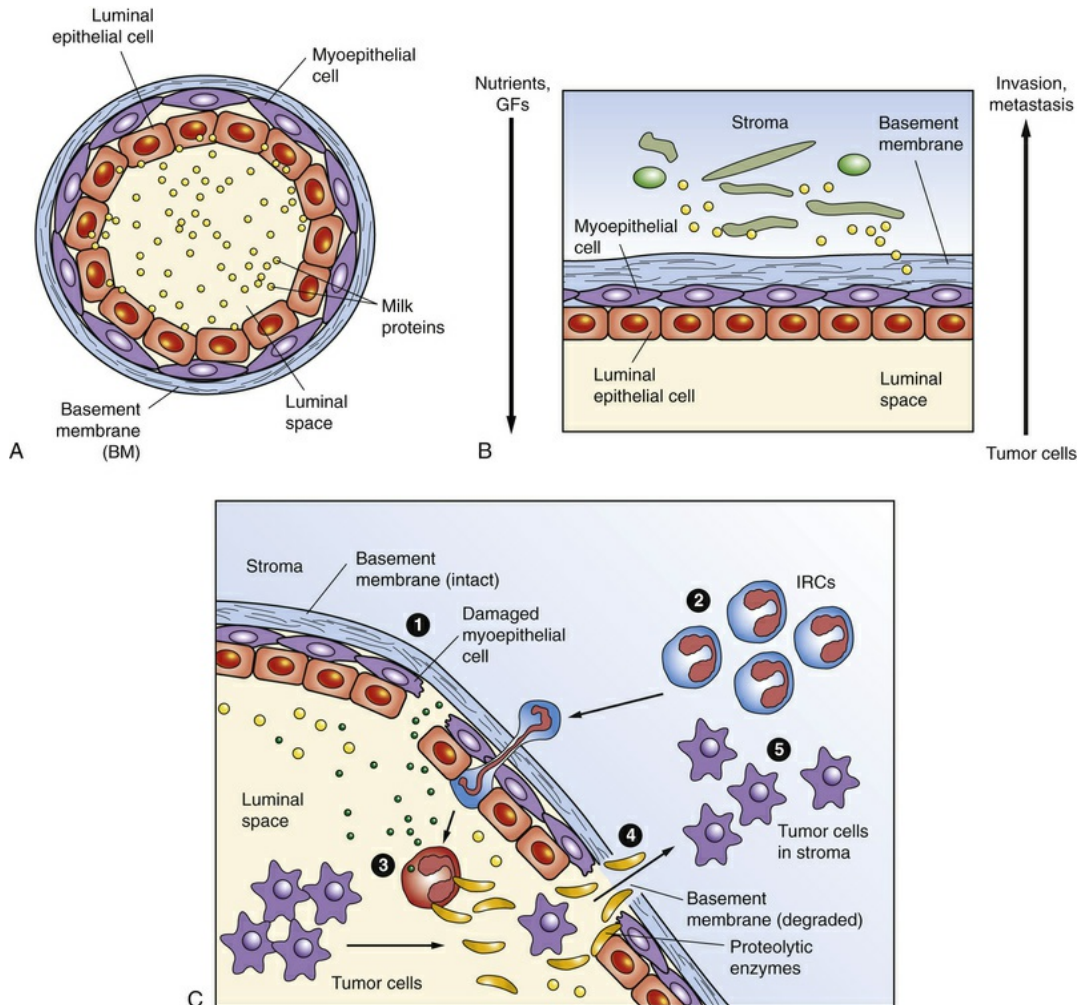 Luminal
epithelial cell
Myoepithelial
cell
Milk
proteins
Luminal
space
Basement
membrane
(BM)
A
Nutrients,
GFs
Stroma
Basement
membrane
Myoepithelial
cell
Luminal
epithelial cell
Luminal
space
Invasion,
metastasis
Tumor cells
B
Stroma
Basement
membrane (intact)
1
Damaged
myoepithelial
cell
2
IRCs
5
Tumor cells
in stroma
Luminal
space
3
4
Basement
membrane (degraded)
Proteolytic
enzymes
Tumor cells
C